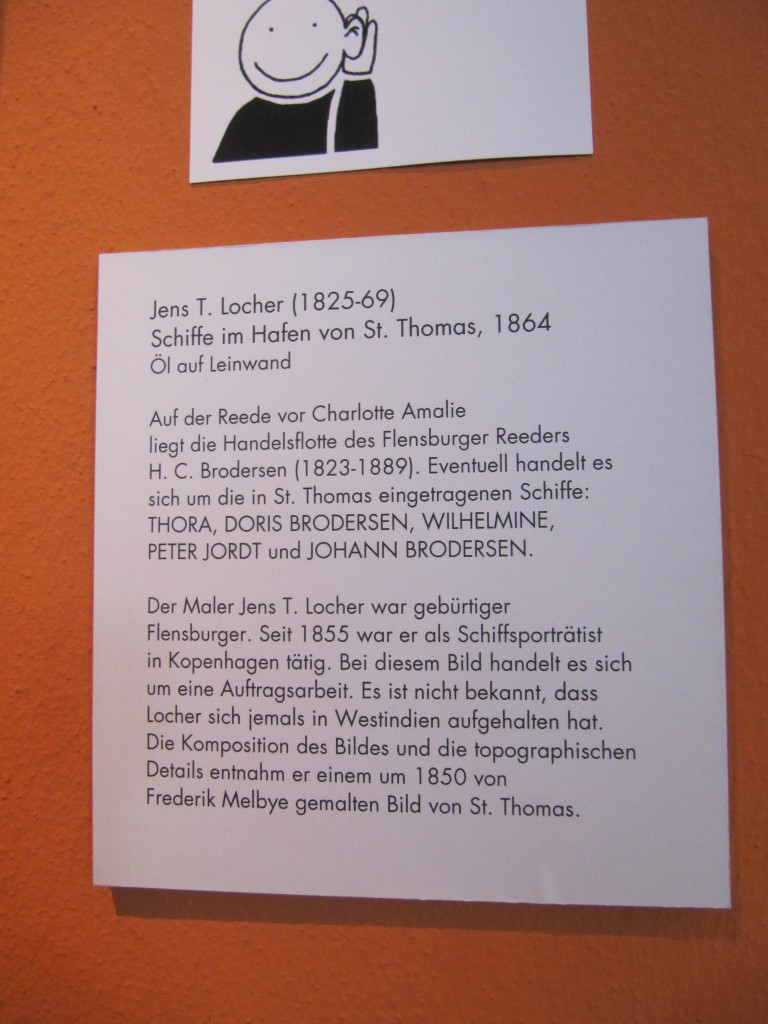 Jens T. Locher (1825-69)
Schiffe im Hafen von St. Thomas, 1864
Öl auf Leinwand
Auf der Reede vor Charlotte Amalie
liegt die Handelsflotte des Flensburger Reeders
H. C. Brodersen (1823-1889). Eventuell handelt es
sich um die in St. Thomas eingetragenen Schiffe:
THORA, DORIS BRODERSEN, WILHELMINE,
PETER JORDT und JOHANN BRODERSEN.
Der Maler Jens T. Locher war gebürtiger
Flensburger. Seit 1855 war er als Schiffsporträtist
in Kopenhagen tätig. Bei diesem Bild handelt es sich
um eine Auftragsarbeit. Es ist nicht bekannt, dass
Locher sich jemals in Westindien aufgehalten hat.
Die Komposition des Bildes und die topographischen
Details entnahm er einem um 1850 von
Frederik Melbye gemalten Bild von St. Thomas.